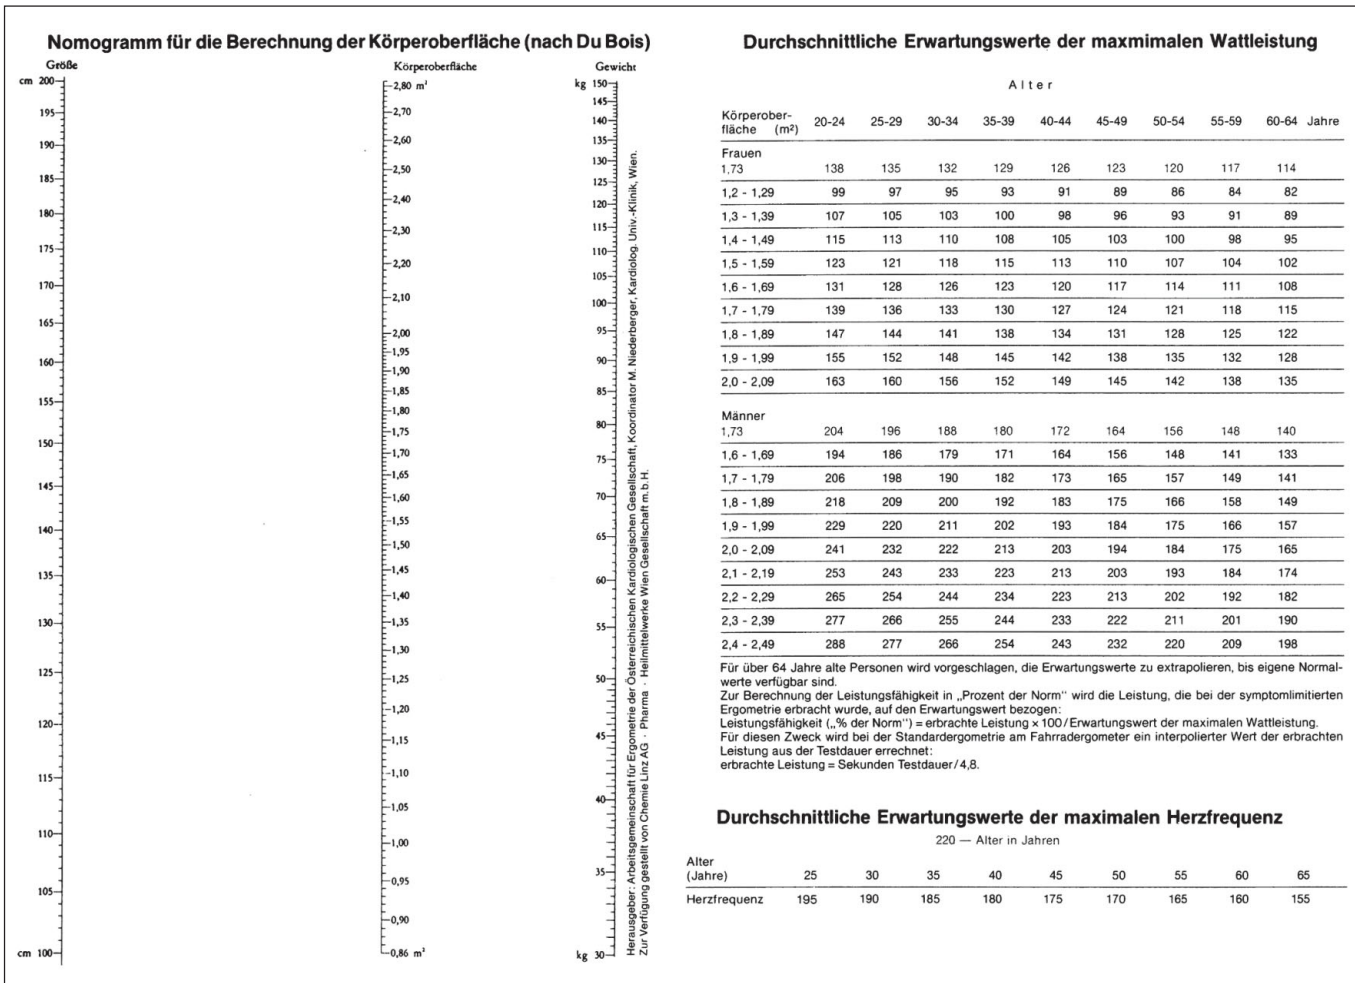 Nomogramm für die Berechnung der Körperoberfläche (nach Du Bois)
Größe
cm 200
195
190
185
180
175
170
165
160
155
150
145
140
135
130
125
120
115
110
105
cm 100
Körperoberfläche
2,80 m²
2,70
2,60
2,50
2,40
2,30
2,20
2,10
2,00
1,95
1,90
1,85
1,80
1,75
1,70
1,65
1,60
1,55
1,50
1,45
1,40
1,35
1,30
1,25
1,20
1,15
1,10
1,05
1,00
0,95
0,90
0,86 m²
Gewicht
kg 150
145
140
135
130
125
120
115
110
105
100
95
90
85
80
75
70
65
60
55
50
45
40
35
kg 30
Herausgeber: Arbeitsgemeinschaft für Ergometrie der Österreichischen Kardiologischen Gesellschaft, Koordinator M. Niederberger, Kardiolog. Univ.-Klinik, Wien.
Zur Verfügung gestellt von Chemie Linz AG · Pharma · Heilmittelwerke Wien Gesellschaft m.b.H.
Durchschnittliche Erwartungswerte der maxmimalen Wattleistung
Alter
Körperober-
fläche (m²) 20-24 25-29 30-34 35-39 40-44 45-49 50-54 55-59 60-64 Jahre
Frauen
1,73 138 135 132 129 126 123 120 117 114
1,2 - 1,29 99 97 95 93 91 89 86 84 82
1,3 - 1,39 107 105 103 100 98 96 93 91 89
1,4 - 1,49 115 113 110 108 105 103 100 98 95
1,5 - 1,59 123 121 118 115 113 110 107 104 102
1,6 - 1,69 131 128 126 123 120 117 114 111 108
1,7 - 1,79 139 136 133 130 127 124 121 118 115
1,8 - 1,89 147 144 141 138 134 131 128 125 122
1,9 - 1,99 155 152 148 145 142 138 135 132 128
2,0 - 2,09 163 160 156 152 149 145 142 138 135
Männer
1,73 204 196 188 180 172 164 156 148 140
1,6 - 1,69 194 186 179 171 164 156 148 141 133
1,7 - 1,79 206 198 190 182 173 165 157 149 141
1,8 - 1,89 218 209 200 192 183 175 166 158 149
1,9 - 1,99 229 220 211 202 193 184 175 166 157
2,0 - 2,09 241 232 222 213 203 194 184 175 165
2,1 - 2,19 253 243 233 223 213 203 193 184 174
2,2 - 2,29 265 254 244 234 223 213 202 192 182
2,3 - 2,39 277 266 255 244 233 222 211 201 190
2,4 - 2,49 288 277 266 254 243 232 220 209 198
Für über 64 Jahre alte Personen wird vorgeschlagen, die Erwartungswerte zu extrapolieren, bis eigene Normal-
werte verfügbar sind.
Zur Berechnung der Leistungsfähigkeit in „Prozent der Norm" wird die Leistung, die bei der symptomlimitierten
Ergometrie erbracht wurde, auf den Erwartungswert bezogen:
Leistungsfähigkeit („% der Norm") = erbrachte Leistung × 100/Erwartungswert der maximalen Wattleistung.
Für diesen Zweck wird bei der Standardergometrie am Fahrradergometer ein interpolierter Wert der erbrachten
Leistung aus der Testdauer errechnet:
erbrachte Leistung = Sekunden Testdauer/4,8.
Durchschnittliche Erwartungswerte der maximalen Herzfrequenz
220 — Alter in Jahren
Alter
(Jahre) 25 30 35 40 45 50 55 60 65
Herzfrequenz 195 190 185 180 175 170 165 160 155